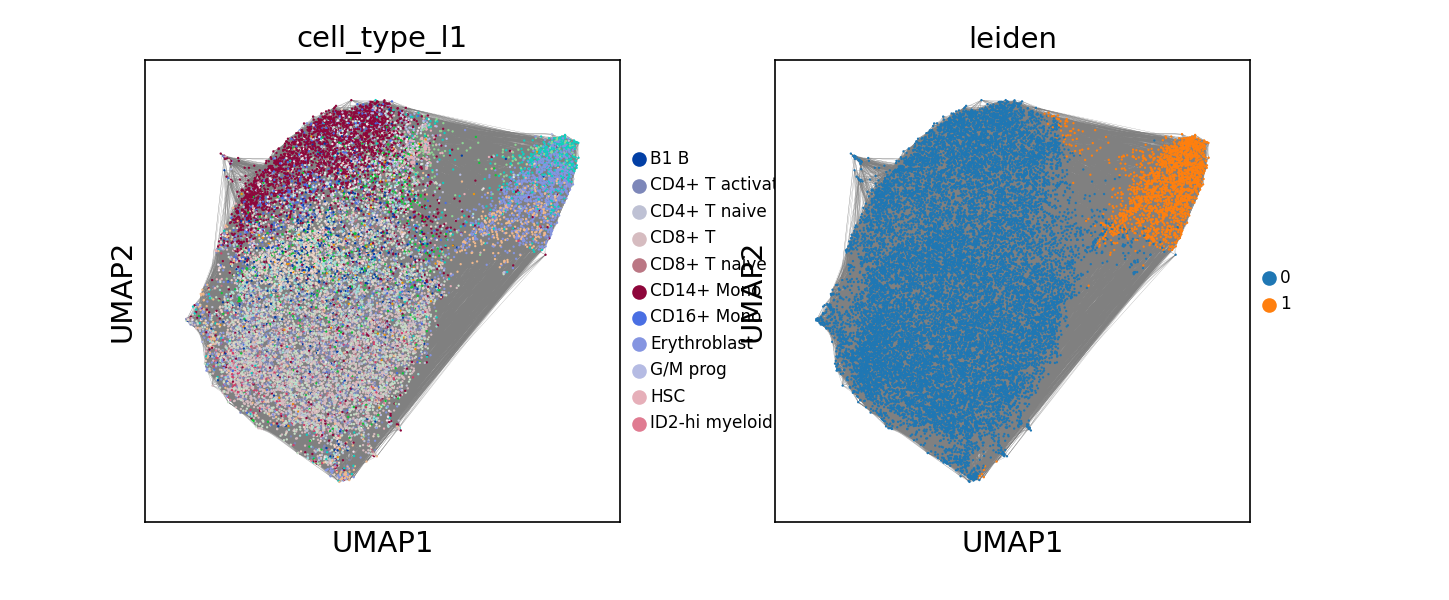 cell_type_l1
leiden
UMAP2
B1 B
CD4+ T activat
CD4+ T naive
CD8+ T
CD8+ T naive
CD14+ Mono
CD16+ Mono
Erythroblast
G/M prog
HSC
ID2-hi myeloid
UMAP1
UMAP2
0
1
UMAP1